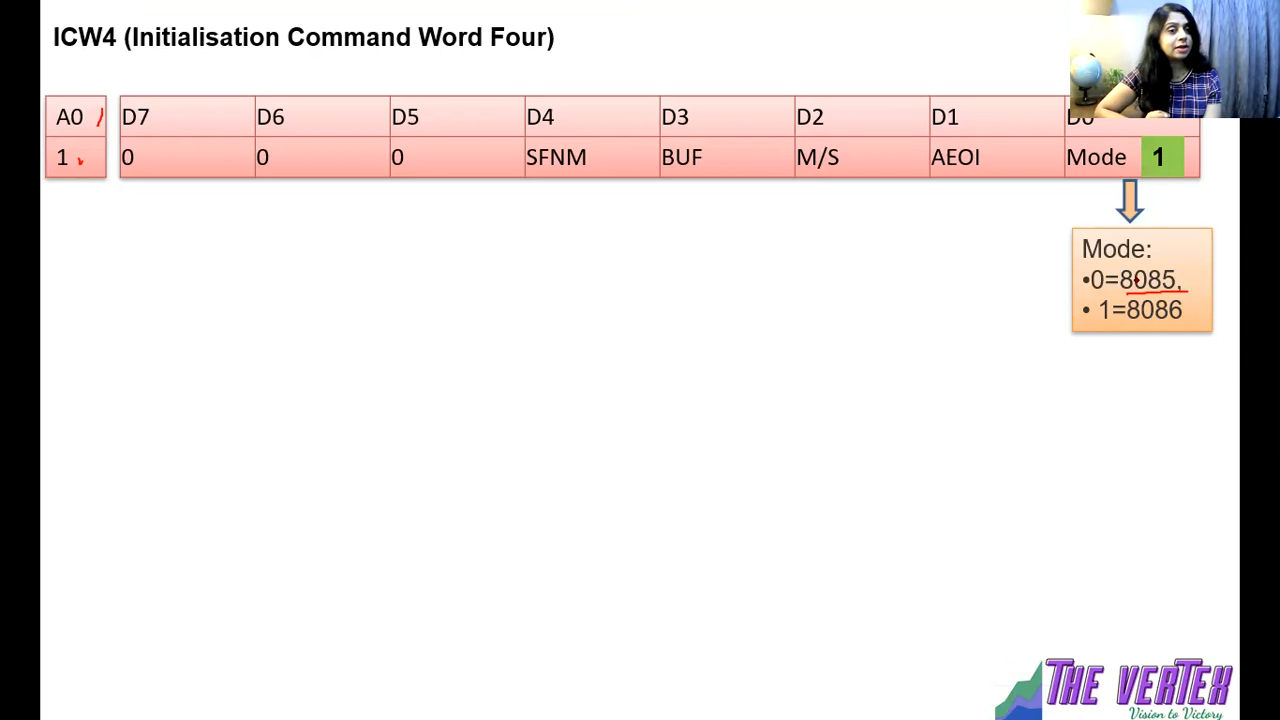 ICW4 (Initialisation Command Word Four)
A0 D7 D6 D5 D4 D3 D2 D1 D0
1 0 0 0 SFNM BUF M/S AEOI Mode 1
Mode:
•0=8085,
• 1=8086
THE VERTEX
Vision to Victory